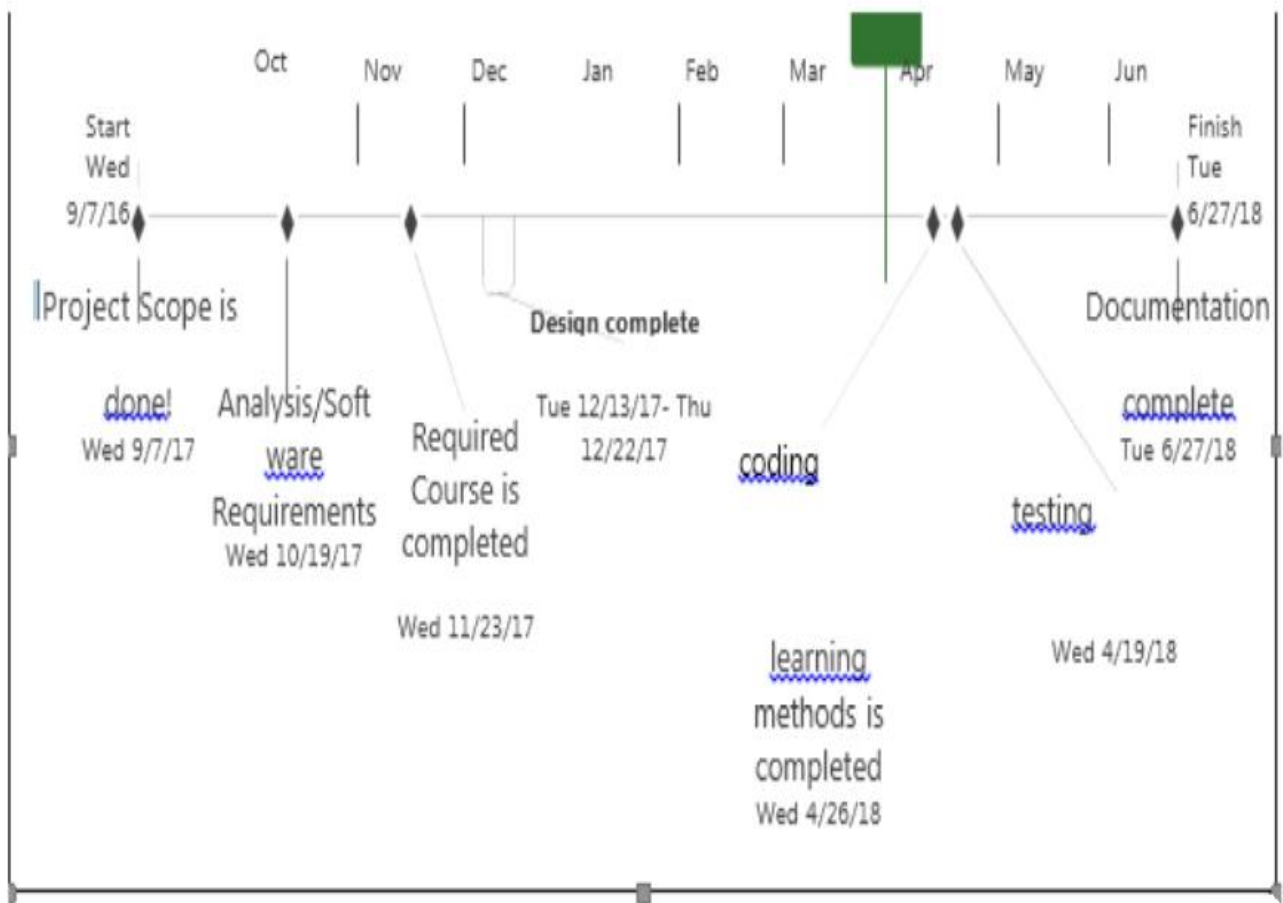 Oct
Nov
Dec
Jan
Feb
Mar
Apr
May
Jun
Start
Wed
9/7/16
Finish
Tue
6/27/18
Project Scope is
done!
Wed 9/7/17
Analysis/Soft
ware
Requirements
Wed 10/19/17
Required
Course is
completed
Wed 11/23/17
Design complete
Tue 12/13/17- Thu
12/22/17
coding
learning
methods is
completed
Wed 4/26/18
testing
Wed 4/19/18
Documentation
complete
Tue 6/27/18